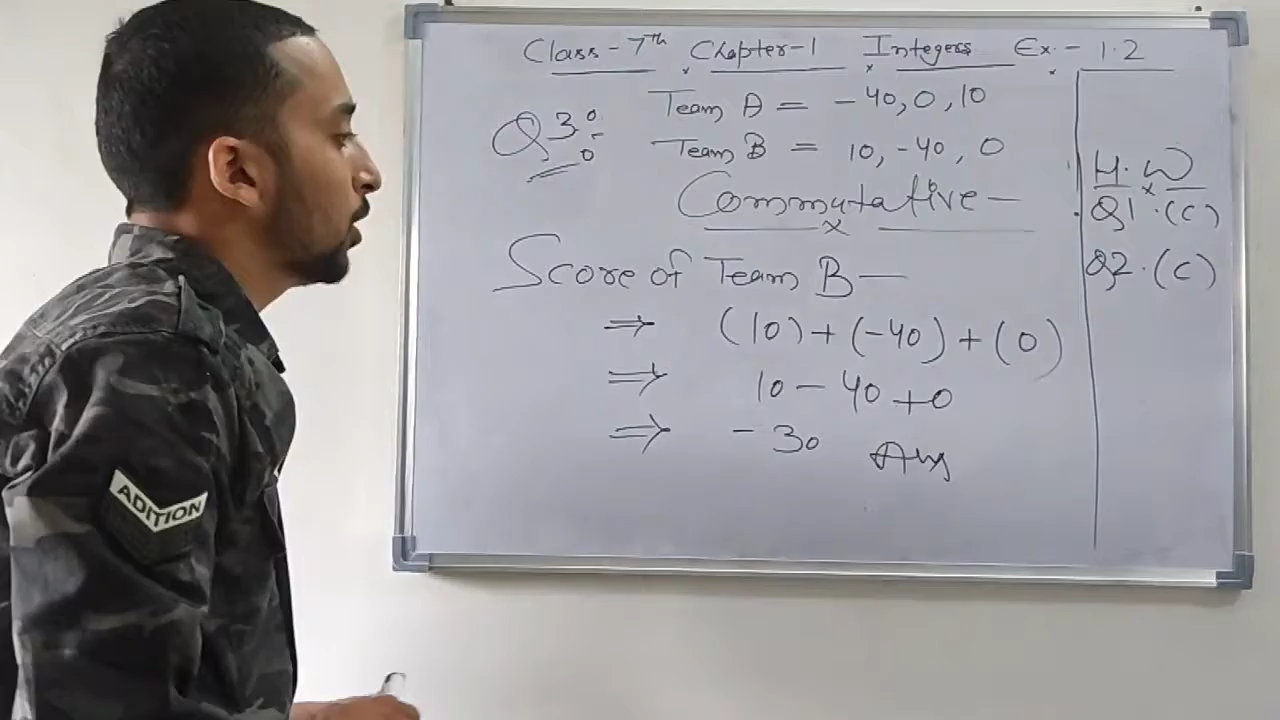 Class-7th Chapter-1 Integers Ex.- 1.2
Q3:
Team A = -40, 0, 10
Team B = 10, -40, 0
Commutative -
Score of Team B -
⇒ (10) + (-40) + (0)
⇒ 10 - 40 + 0
⇒ -30 Ans
H.W
Q1.(C)
Q2.(C)
ADITION